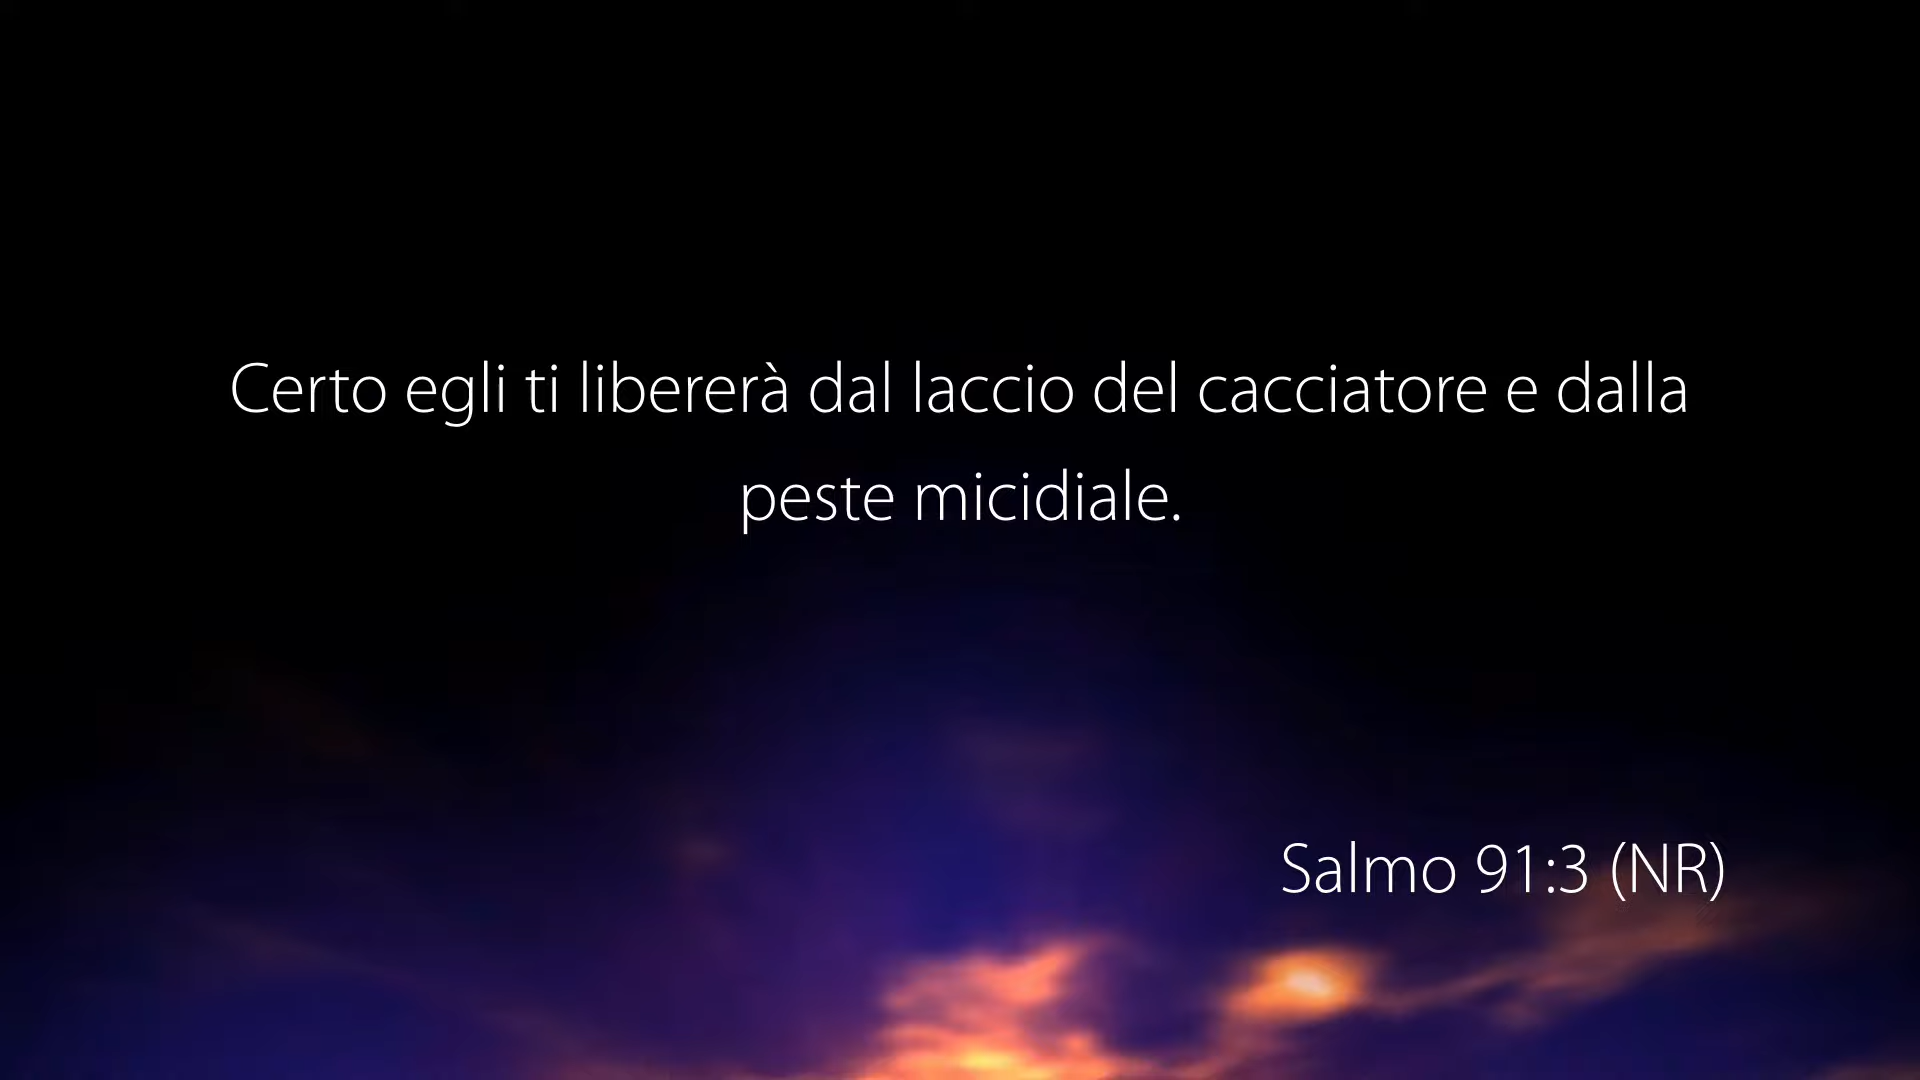 Certo egli ti libererà dal laccio del cacciatore e dalla
peste micidiale.
Salmo 91:3 (NR)